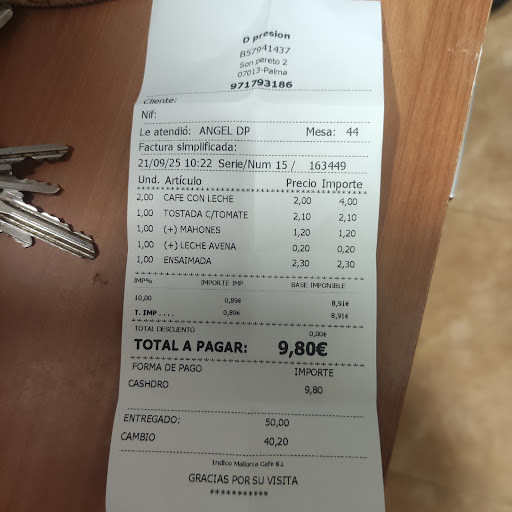 D presion
B57941437
Son pereto 2
07013-Palma
971793186
Cliente:
Nif:
Le atendió: ANGEL DP Mesa: 44
Factura simplificada:
21/09/25 10:22 Serie/Num 15 / 163449
Und. Artículo Precio Importe
2,00 CAFE CON LECHE 2,00 4,00
1,00 TOSTADA C/TOMATE 2,10 2,10
1,00 (+) MAHONES 1,20 1,20
1,00 (+) LECHE AVENA 0,20 0,20
1,00 ENSAIMADA 2,30 2,30
IMP% IMPORTE IMP BASE IMPONIBLE
10,00 0,89€ 8,91€
T. IMP .... 0,89€ 8,91€
TOTAL DESCUENTO 0,00€
TOTAL A PAGAR: 9,80€
FORMA DE PAGO IMPORTE
CASHDRO 9,80
ENTREGADO: 50,00
CAMBIO 40,20
Indico Mallorca Cafe S.L
GRACIAS POR SU VISITA
***********